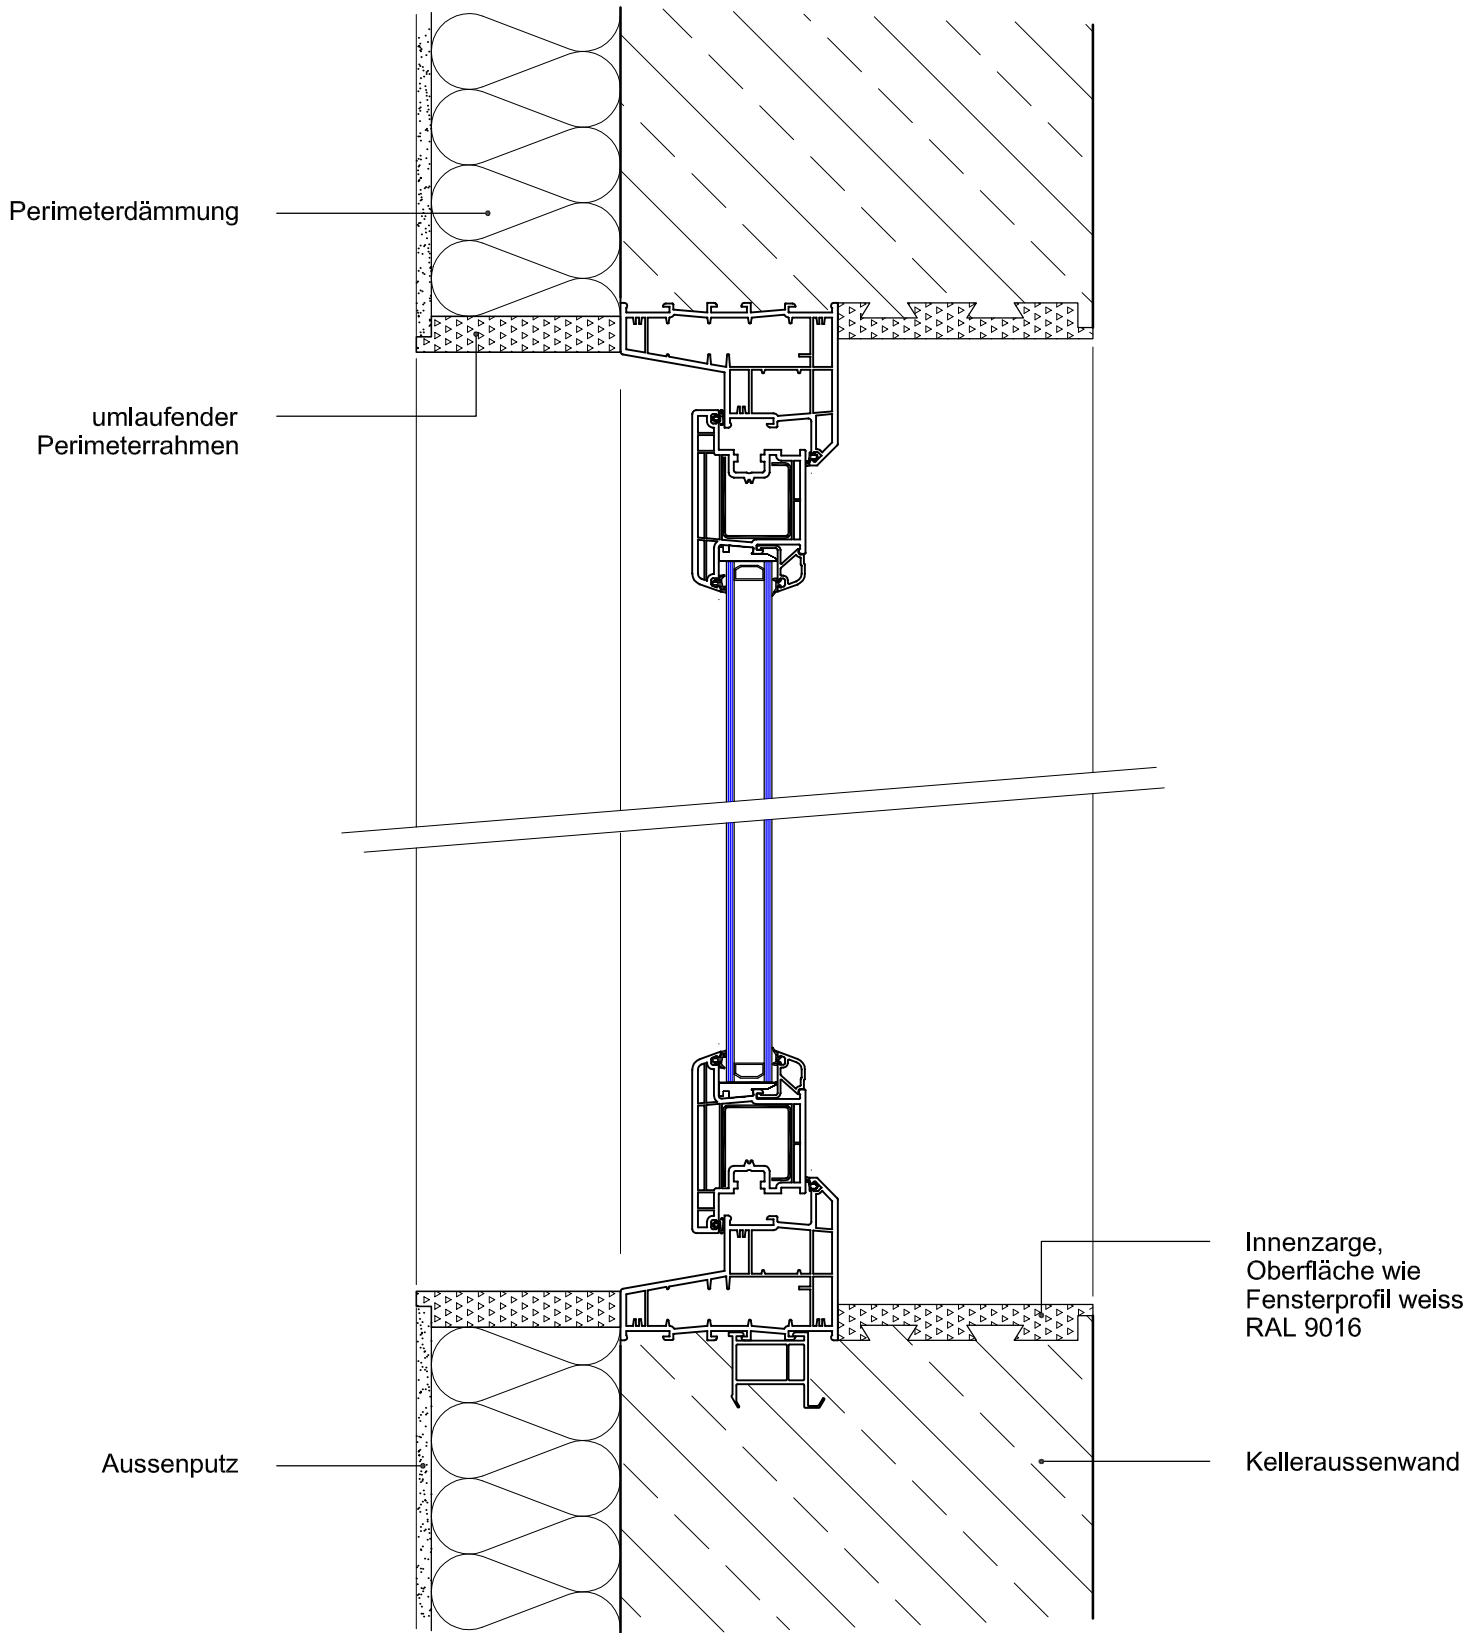 Perimeterdämmung
umlaufender
Perimeterrahmen
Innenzarge,
Oberfläche wie
Fensterprofil weiss
RAL 9016
Aussenputz
Kelleraussenwand